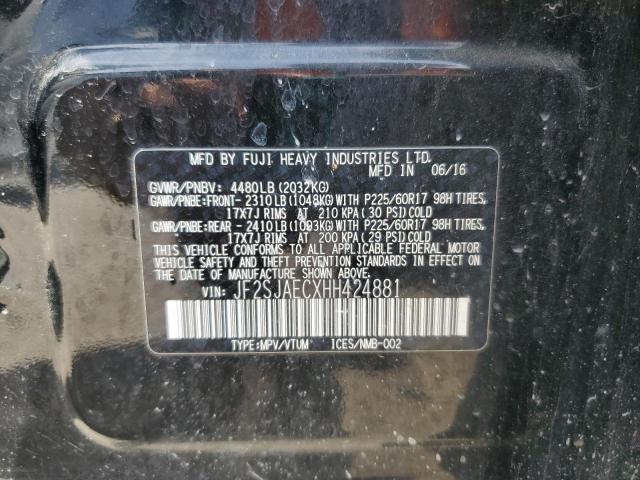 MFD BY FUJI HEAVY INDUSTRIES LTD.
MFD IN 06/16
GVWR/PNBV: 4480LB (2032KG)
GAWR/PNBE:FRONT- 2310LB (1048KG)WITH P225/60R17 98H TIRES,
17X7J RIMS AT 210 KPA (30 PSI)COLD
GAWR/PNBE:REAR - 2410LB (1093KG)WITH P225/60R17 98H TIRES,
17X7J RIMS AT 200 KPA (29 PSI)COLD
THIS VEHICLE CONFORMS TO ALL APPLICABLE FEDERAL MOTOR
VEHICLE SAFETY AND THEFT PREVENTION STANDARDS IN EFFECT ON
THE DATE OF MANUFACTURE SHOWN ABOVE.
VIN: JF2SJAECXHH424881
TYPE:MPV/VTUM ICES/NMB-002